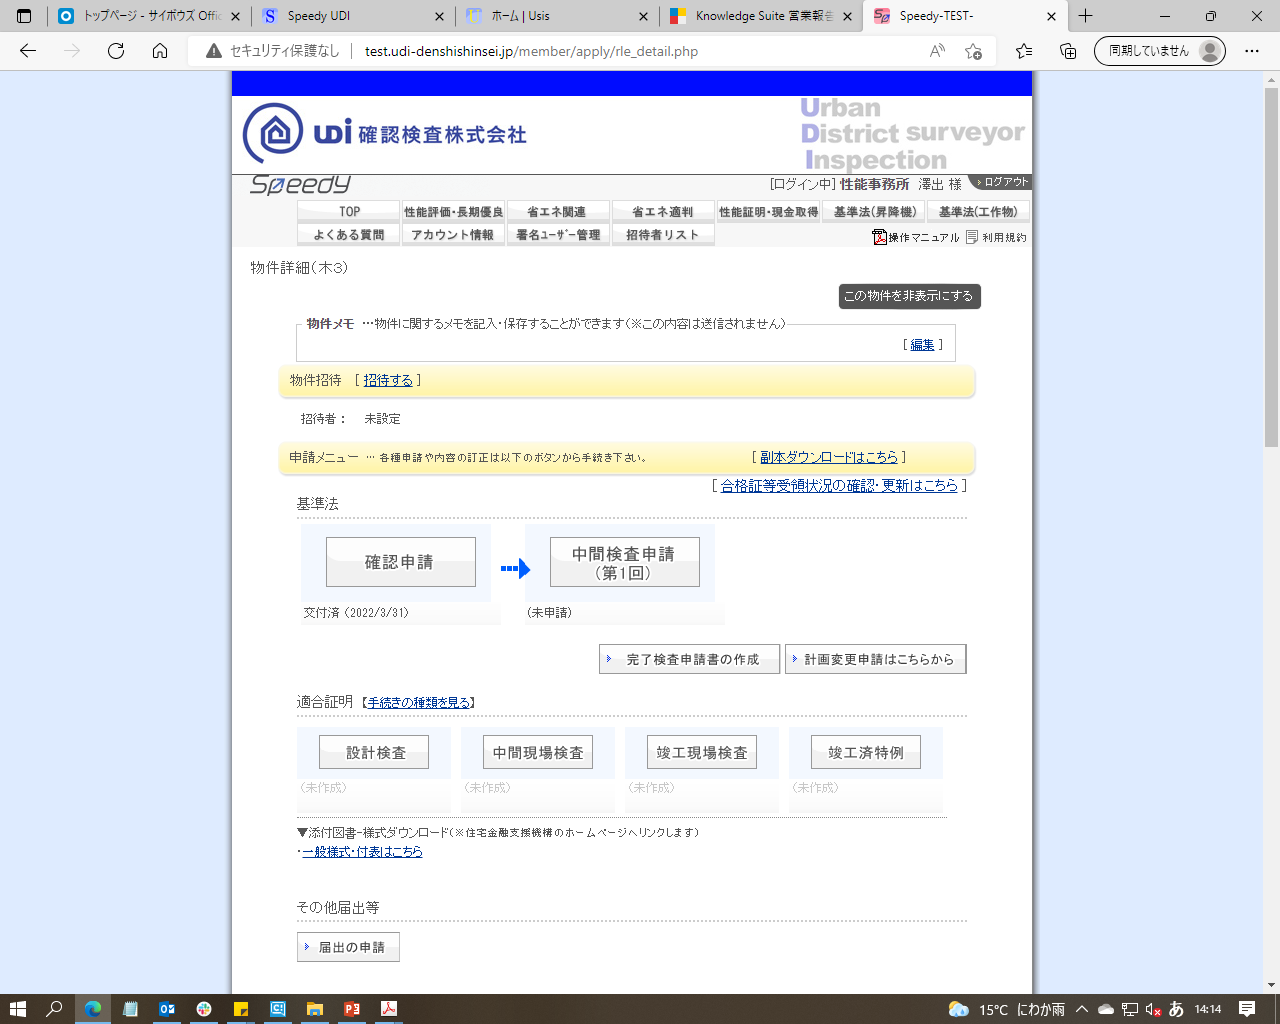 トップページ - サイボウズ Offic
Speedy UDI
ホーム | Usis
Knowledge Suite 営業報告
Speedy-TEST-
セキュリティ保護なし
test.udi-denshishinsei.jp/member/apply/rle_detail.php
同期していません
UDi 確認検査株式会社
Urban
District surveyor
Inspection
Speedy
[ログイン中] 性能事務所 澤出 様
ログアウト
TOP 性能評価・長期優良 省エネ関連 省エネ適判 性能証明・現金取得 基準法(昇降機) 基準法(工作物)
よくある質問 アカウント情報 署名ユーザー管理 招待者リスト
操作マニュアル 利用規約
物件詳細(木3)
この物件を非表示にする
物件メモ …物件に関するメモを記入・保存することができます(※この内容は送信されません)
[ 編集 ]
物件招待 [ 招待する ]
招待者： 未設定
申請メニュー … 各種申請や内容の訂正は以下のボタンから手続き下さい。 [ 副本ダウンロードはこちら ]
[ 合格証等受領状況の確認・更新はこちら ]
基準法
確認申請
中間検査申請
(第1回)
交付済 (2022/3/31)
(未申請)
完了検査申請書の作成
計画変更申請はこちらから
適合証明 【手続きの種類を見る】
設計検査 中間現場検査 竣工現場検査 竣工済特例
(未作成) (未作成) (未作成) (未作成)
▼添付図書-様式ダウンロード(※住宅金融支援機構のホームページへリンクします)
・一般様式・付表はこちら
その他届出等
届出の申請
15°C にわか雨
あ
14:14